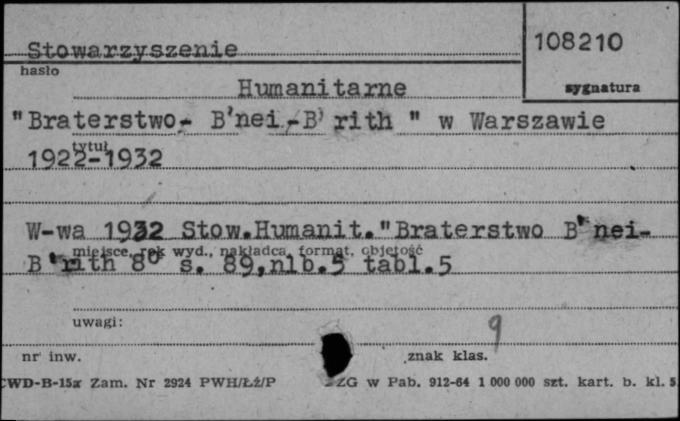 Stowarzyszenie
108210
hasło
sygnatura
Humanitarne
"Braterstwo- B'nei-B'rith" w Warszawie
tytuł
1922-1932
W-wa 1932 Stow.Humanit."Braterstwo B'nei-
miejsce, rok wyd., nakładca, format, objętość
B'rith 8° s. 89,nlb.5 tabl.5
uwagi:
9
nr inw.
znak klas.
CWD-B-15x Zam. Nr 2924 PWH/Łź/P ZG w Pab. 912-64 1 000 000 szt. kart. b. kl. 5